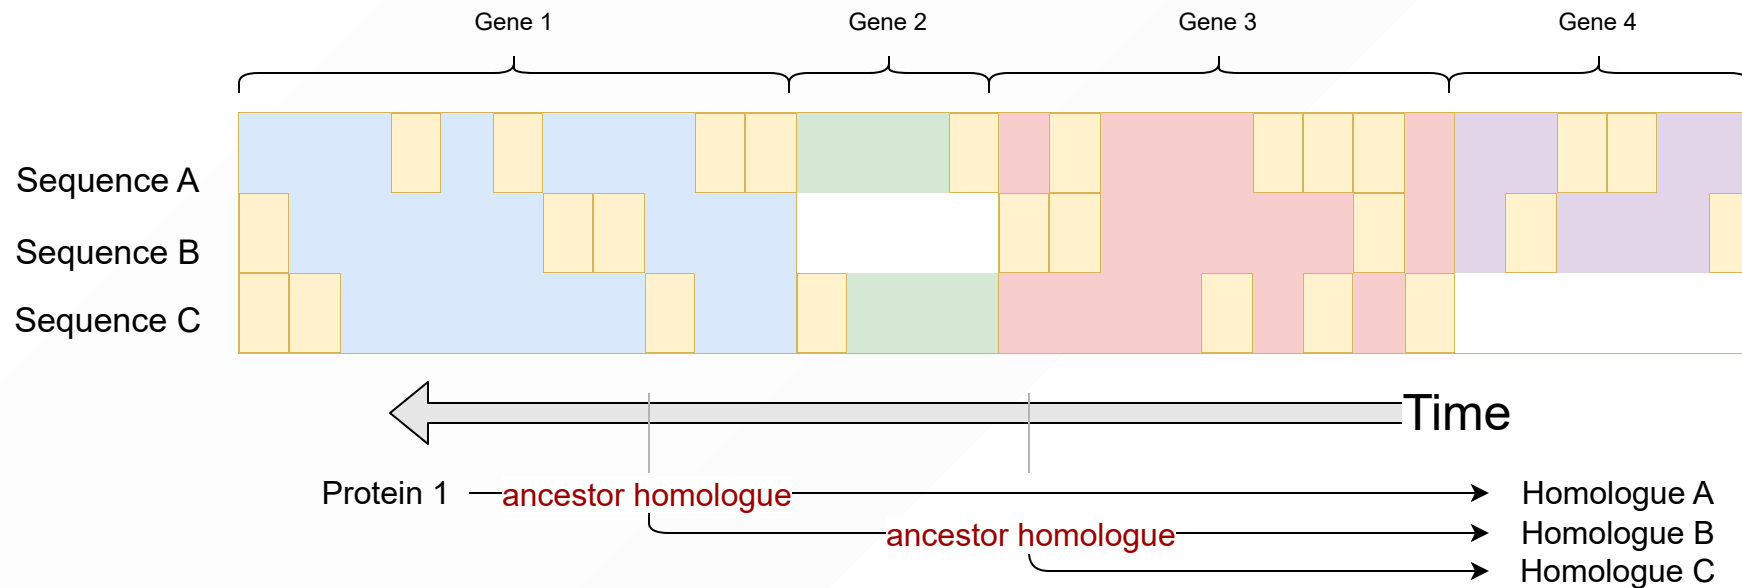 Gene 1
Gene 2
Gene 3
Gene 4
Sequence A
Sequence B
Sequence C
Time
Protein 1
ancestor homologue
Homologue A
ancestor homologue
Homologue B
Homologue C